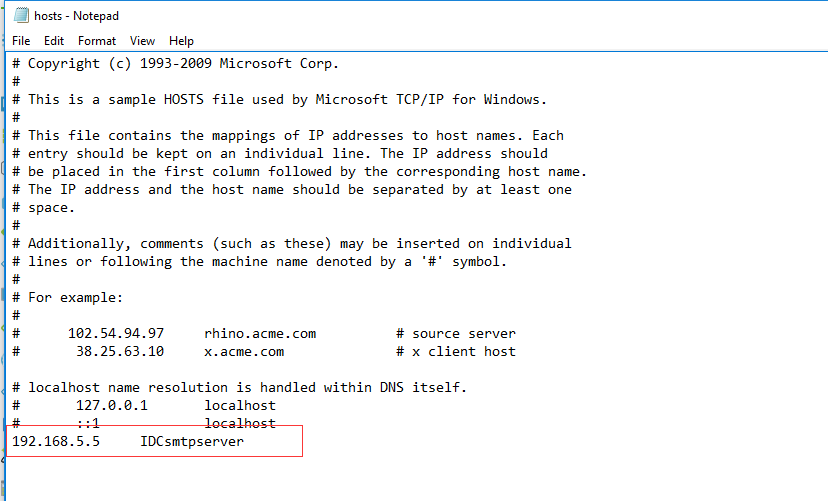 hosts - Notepad
File Edit Format View Help
# Copyright (c) 1993-2009 Microsoft Corp.
#
# This is a sample HOSTS file used by Microsoft TCP/IP for Windows.
#
# This file contains the mappings of IP addresses to host names. Each
# entry should be kept on an individual line. The IP address should
# be placed in the first column followed by the corresponding host name.
# The IP address and the host name should be separated by at least one
# space.
#
# Additionally, comments (such as these) may be inserted on individual
# lines or following the machine name denoted by a '#' symbol.
#
# For example:
#
#      102.54.94.97     rhino.acme.com          # source server
#       38.25.63.10     x.acme.com              # x client host

# localhost name resolution is handled within DNS itself.
#       127.0.0.1       localhost
#       ::1             localhost
192.168.5.5     IDCsmtpserver